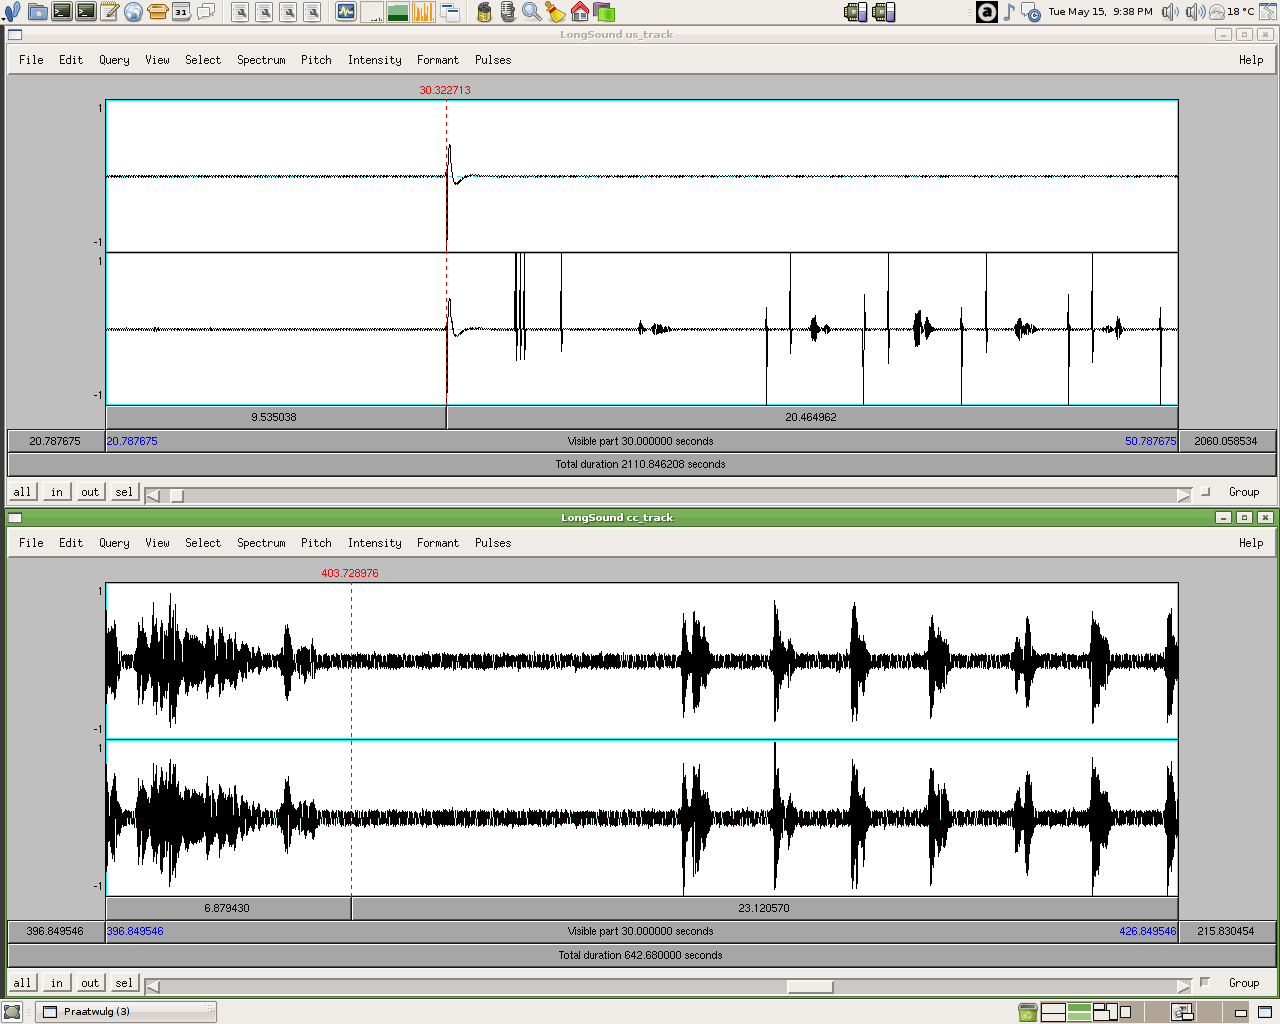 31 Tue May 15, 9:38 PM 18 °C
LongSound us_track
File Edit Query View Select Spectrum Pitch Intensity Formant Pulses Help
30.322713
1
-1
1
-1
9.535038 20.464962
20.787675 20.787675 Visible part 30.000000 seconds 50.787675 2060.058534
Total duration 2110.846208 seconds
all in out sel Group
LongSound cc_track
File Edit Query View Select Spectrum Pitch Intensity Formant Pulses Help
403.728976
1
-1
1
-1
6.879430 23.120570
396.849546 396.849546 Visible part 30.000000 seconds 426.849546 215.830454
Total duration 642.680000 seconds
all in out sel Group
Praatwulg (3)